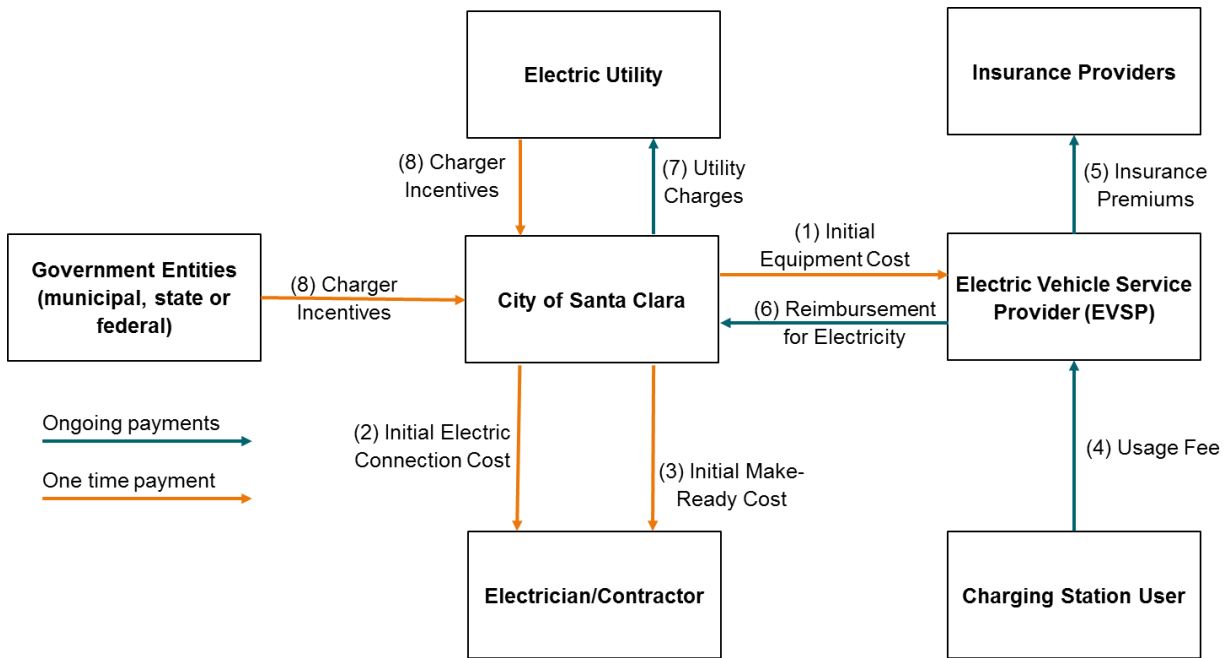 Electric Utility
Insurance Providers
(8) Charger
Incentives
(7) Utility
Charges
(5) Insurance
Premiums
Government Entities
(municipal, state or
federal)
(8) Charger
Incentives
City of Santa Clara
(1) Initial
Equipment Cost
(6) Reimbursement
for Electricity
Electric Vehicle Service
Provider (EVSP)
Ongoing payments
One time payment
(2) Initial Electric
Connection Cost
(3) Initial Make-
Ready Cost
(4) Usage Fee
Electrician/Contractor
Charging Station User